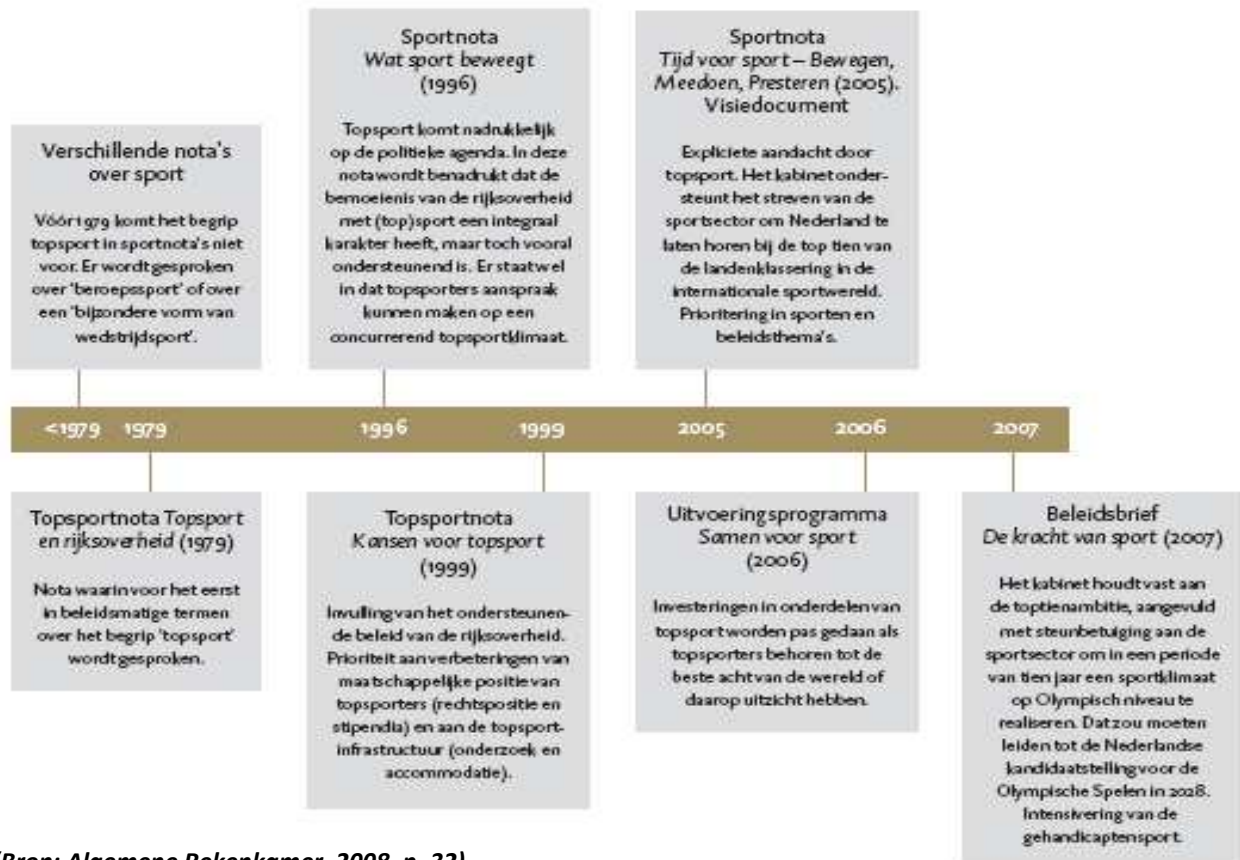 Sportnota
Wat sport beweegt
(1996)
Topsport komt nadrukkelijk
op de politieke agenda. In deze
nota wordt benadrukt dat de
bemoeienis van de rijksoverheid
met (top)sport een integraal
karakter heeft, maar toch vooral
ondersteunend is. Er staat wel
in dat topsporters aanspraak
kunnen maken op een
concurrerend topsportklimaat.
Sportnota
Tijd voor sport – Bewegen,
Meedoen, Presteren (2005).
Visiedocument
Expliciete aandacht door
topsport. Het kabinet onder-
steunt het streven van de
sportsector om Nederland te
laten horen bij de top tien van
de landenklassering in de
internationale sportwereld.
Prioritering in sporten en
beleidsthema's.
Verschillende nota's
over sport
Vóór 1979 komt het begrip
topsport in sportnota's niet
voor. Er wordt gesproken
over 'beroepssport' of over
een 'bijzondere vorm van
wedstrijdsport'.
<1979 1979 1996 1999 2005 2006 2007
Topsportnota Topsport
en rijksoverheid (1979)
Nota waarin voor het eerst
in beleidsmatige termen
over het begrip 'topsport'
wordt gesproken.
Topsportnota
Kansen voor topsport
(1999)
Invulling van het ondersteunen-
de beleid van de rijksoverheid.
Prioriteit aan verbeteringen van
maatschappelijke positie van
topsporters (rechtspositie en
stipendia) en aan de topsport-
infrastructuur (onderzoek en
accommodatie).
Uitvoeringsprogramma
Samen voor sport
(2006)
Investeringen in onderdelen van
topsport worden pas gedaan als
topsporters behoren tot de
beste acht van de wereld of
daarop uitzicht hebben.
Beleidsbrief
De kracht van sport (2007)
Het kabinet houdt vast aan
de toptienambitie, aangevuld
met steunbetuiging aan de
sportsector om in een periode
van tien jaar een sportklimaat
op Olympisch niveau te
realiseren. Dat zou moeten
leiden tot de Nederlandse
kandidaatstelling voor de
Olympische Spelen in 2028.
Intensivering van de
gehandicaptensport.
(Bron: Algemene Rekenkamer, 2008, p. 22)